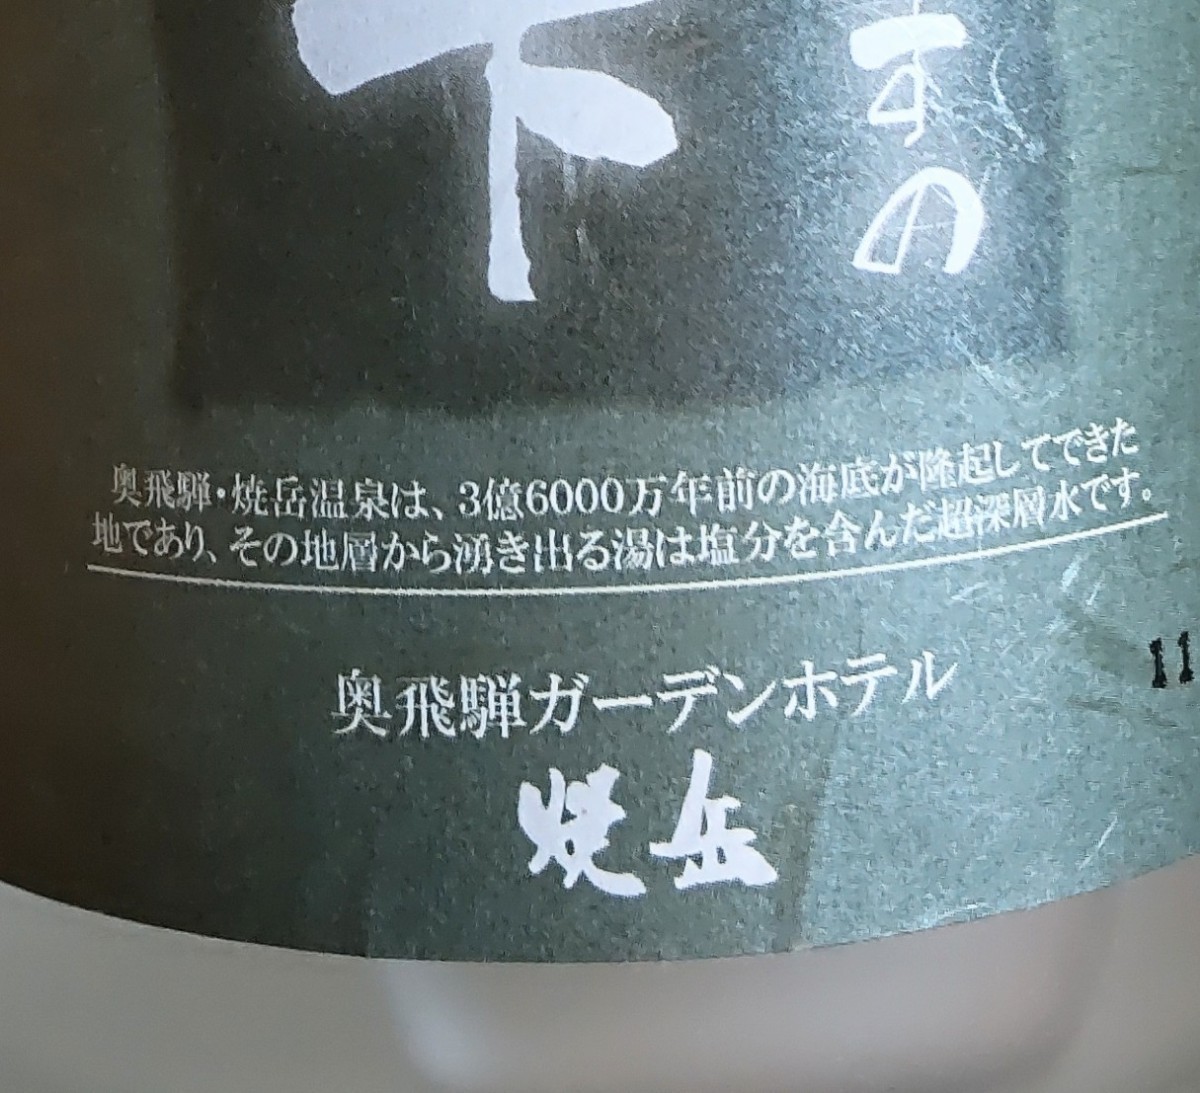 下
の
奥飛騨・焼岳温泉は、3億6000万年前の海底が隆起してできた
地であり、その地層から湧き出る湯は塩分を含んだ超深層水です。
11
奥飛騨ガーデンホテル
焼岳